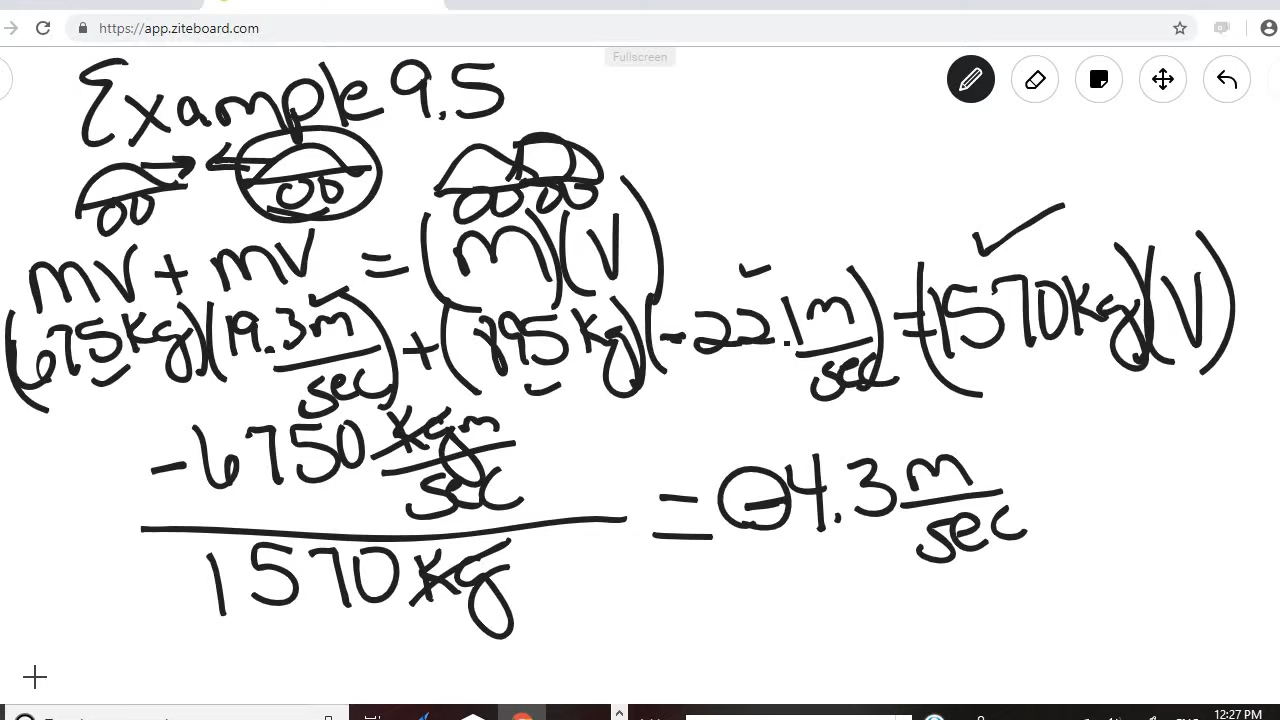 https://app.ziteboard.com
Fullscreen
Example 9.5
mv + mv = (m)(v)
(675kg)(19.3 m/sec) + (895kg)(-22.1 m/sec) = (1570kg)(V)
-6750 kgm/sec
1570 kg
= -4.3 m/sec
12:27 PM